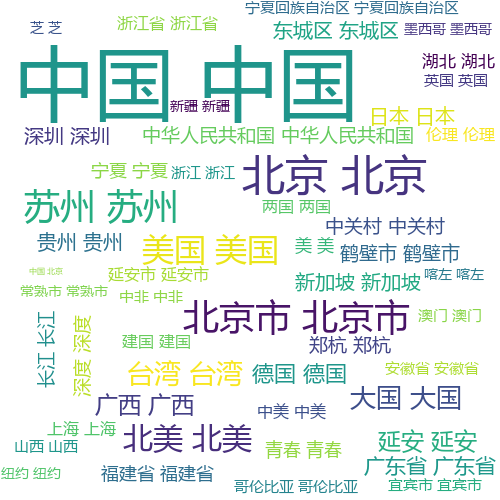 宁夏回族自治区 宁夏回族自治区
浙江省 浙江省
芝 芝
东城区 东城区
墨西哥 墨西哥
中国 中国
湖北 湖北
英国 英国
新疆 新疆
日本 日本
深圳 深圳
中华人民共和国 中华人民共和国
伦理 伦理
宁夏 宁夏
浙江 浙江
北京 北京
苏州 苏州
两国 两国
中关村 中关村
贵州 贵州
美国 美国
美 美
鹤壁市 鹤壁市
中国 北京
延安市 延安市
新加坡 新加坡
喀左 喀左
常熟市 常熟市
中非 中非
北京市 北京市
澳门 澳门
长江 长江
深度 深度
建国 建国
郑杭 郑杭
台湾 台湾
德国 德国
安徽省 安徽省
广西 广西
中美 中美
大国 大国
上海 上海
北美 北美
青春 青春
延安 延安
山西 山西
广东省 广东省
纽约 纽约
福建省 福建省
哥伦比亚 哥伦比亚
宜宾市 宜宾市